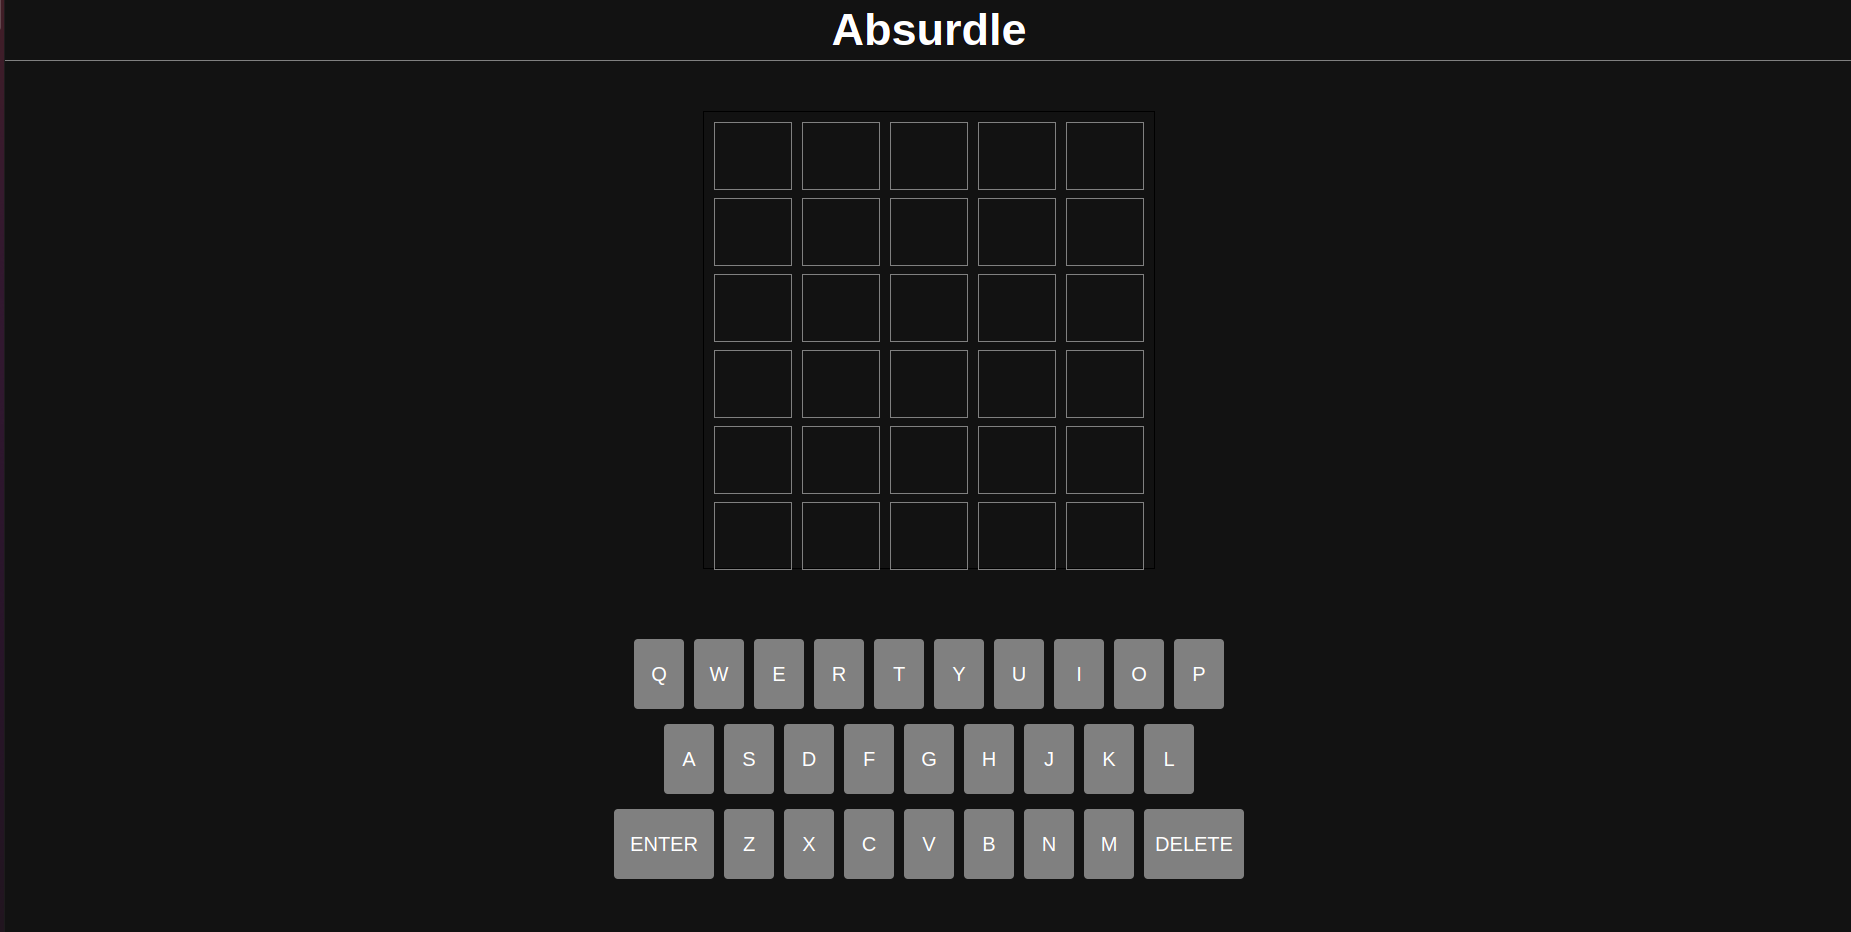 Absurdle
Q W E R T Y U I O P
A S D F G H J K L
ENTER Z X C V B N M DELETE